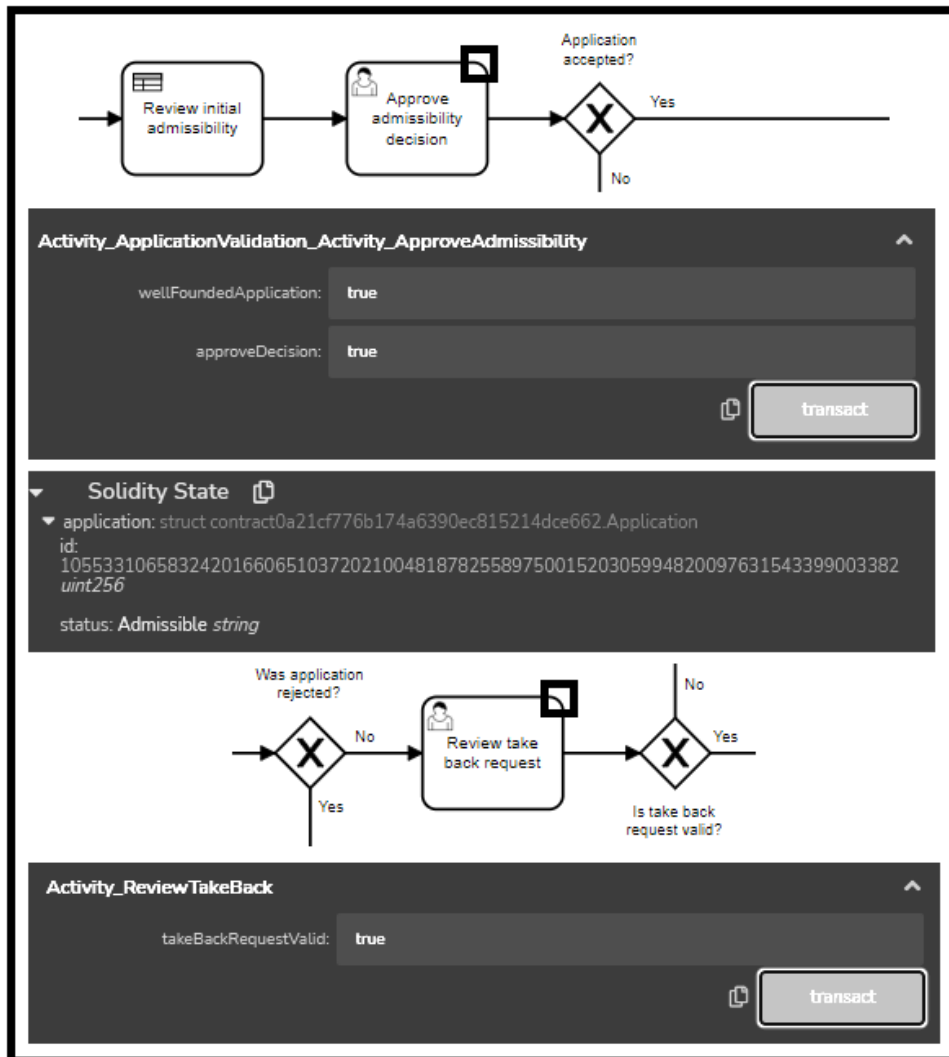 Application
accepted?
Review initial
admissibility
Approve
admissibility
decision
X
Yes
No
Activity_ApplicationValidation_Activity_ApproveAdmissibility
wellFoundedApplication: true
approveDecision: true
transact
Solidity State
application: struct contract0a21cf776b174a6390ec815214dce662.Application
id:
105533106583242016606510372021004818782558975001520305994820097631543399003382
uint256
status: Admissible string
Was application
rejected?
X
No
Yes
Review take
back request
No
X
Yes
Is take back
request valid?
Activity_ReviewTakeBack
takeBackRequestValid: true
transact